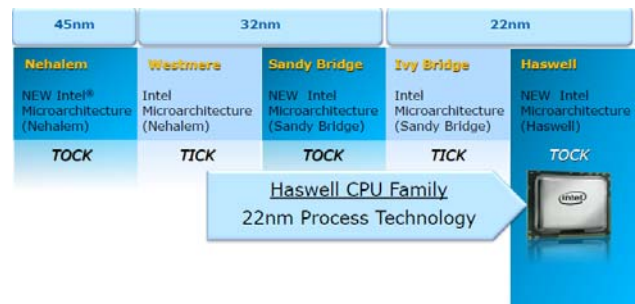 45nm
32nm
22nm
Nehalem
NEW Intel®
Microarchitecture
(Nehalem)
TOCK
Westmere
Intel
Microarchitecture
(Nehalem)
TICK
Sandy Bridge
NEW Intel
Microarchitecture
(Sandy Bridge)
TOCK
Ivy Bridge
Intel
Microarchitecture
(Sandy Bridge)
TICK
Haswell
NEW Intel
Microarchitecture
(Haswell)
TOCK
Haswell CPU Family
22nm Process Technology
intel